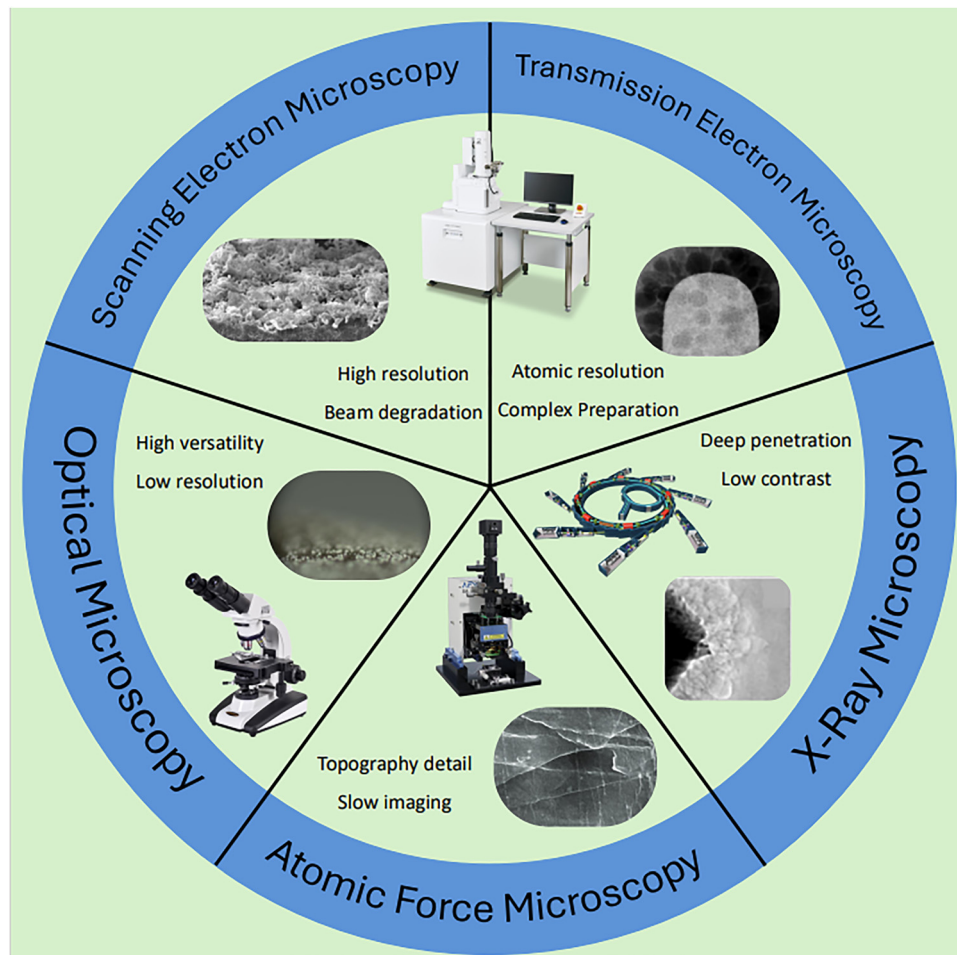 Scanning Electron Microscopy
Transmission Electron Microscopy
High resolution
Beam degradation
Atomic resolution
Complex Preparation
Optical Microscopy
High versatility
Low resolution
X-Ray Microscopy
Deep penetration
Low contrast
Atomic Force Microscopy
Topography detail
Slow imaging